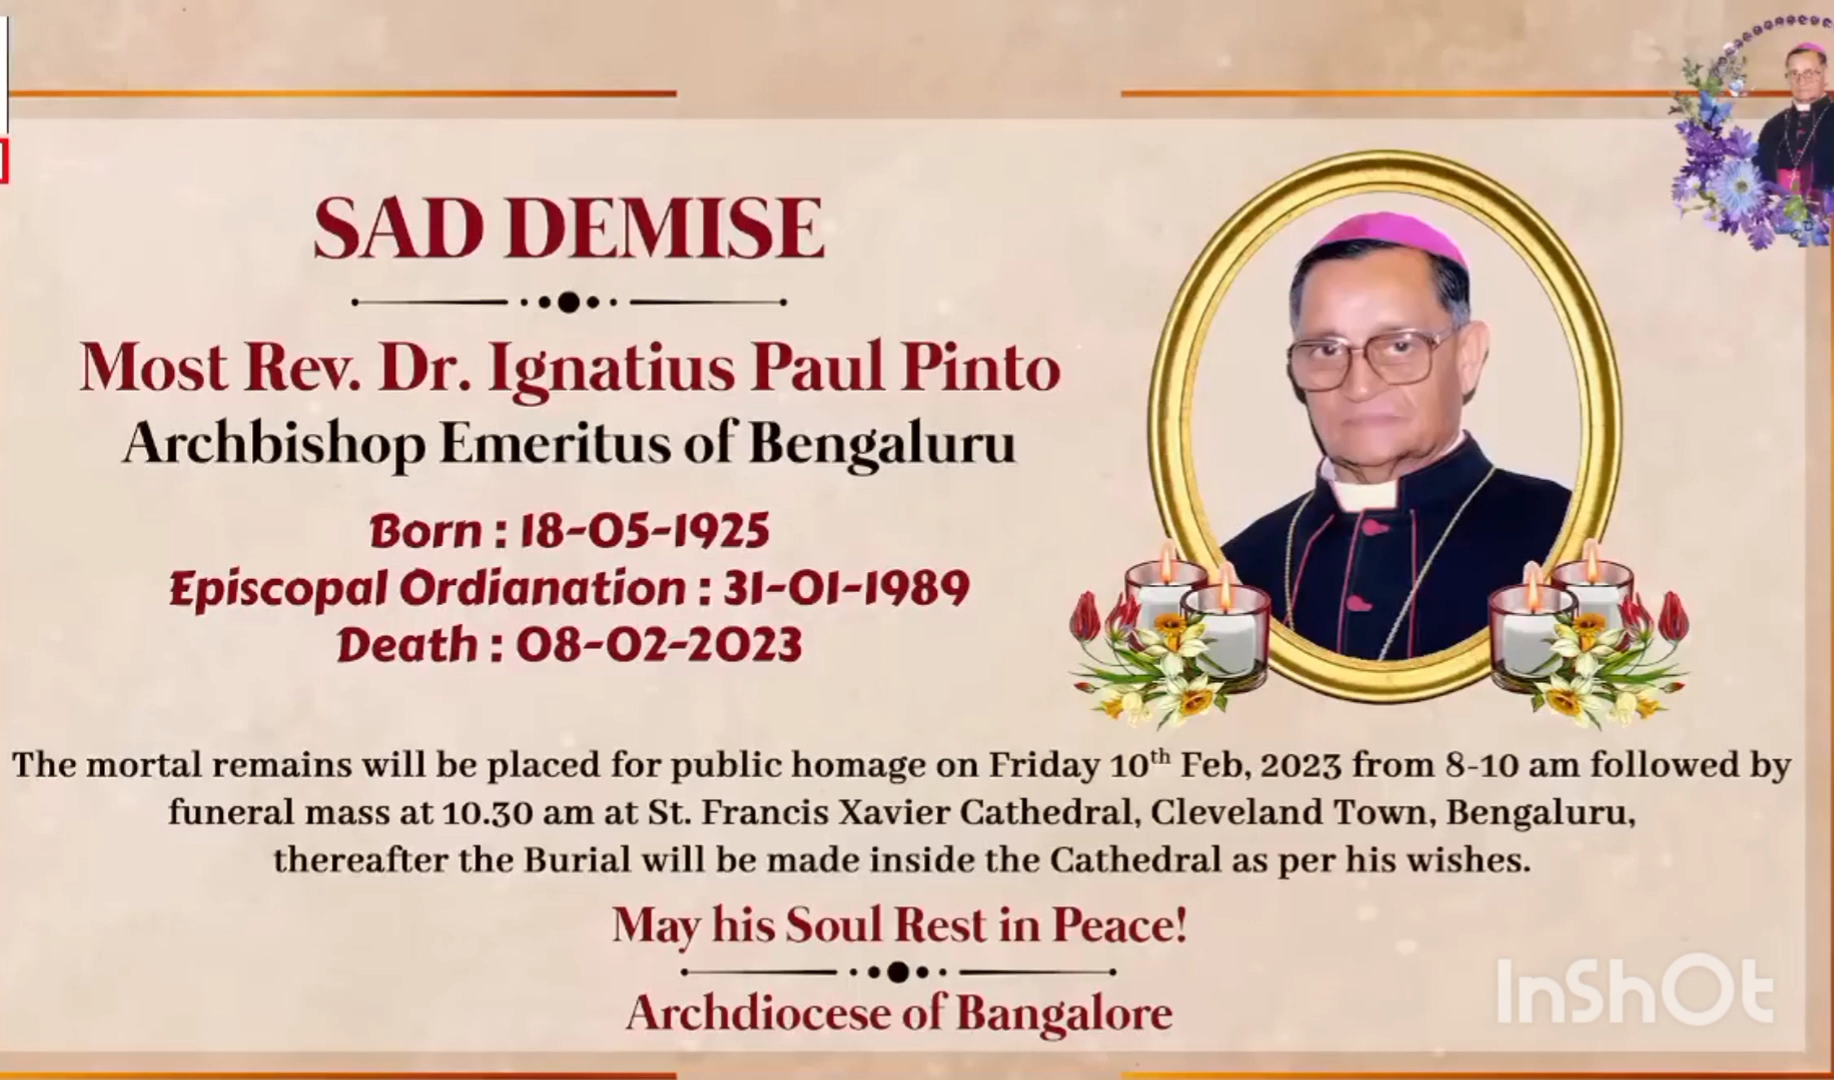 SAD DEMISE
Most Rev. Dr. Ignatius Paul Pinto
Archbishop Emeritus of Bengaluru
Born : 18-05-1925
Episcopal Ordianation : 31-01-1989
Death : 08-02-2023
The mortal remains will be placed for public homage on Friday 10th Feb, 2023 from 8-10 am followed by
funeral mass at 10.30 am at St. Francis Xavier Cathedral, Cleveland Town, Bengaluru,
thereafter the Burial will be made inside the Cathedral as per his wishes.
May his Soul Rest in Peace!
Archdiocese of Bangalore
InShOt